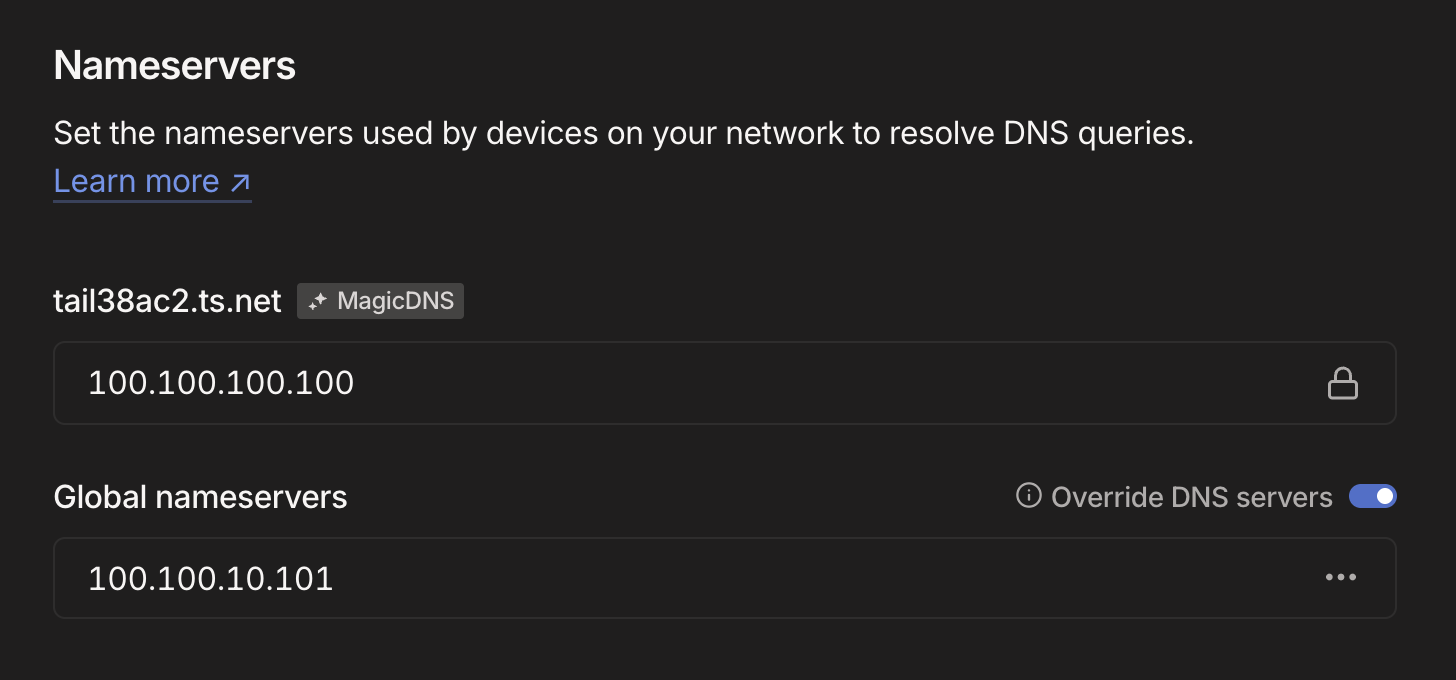 Nameservers
Set the nameservers used by devices on your network to resolve DNS queries.
Learn more ↗
tail38ac2.ts.net MagicDNS
100.100.100.100
Global nameservers Override DNS servers
100.100.10.101